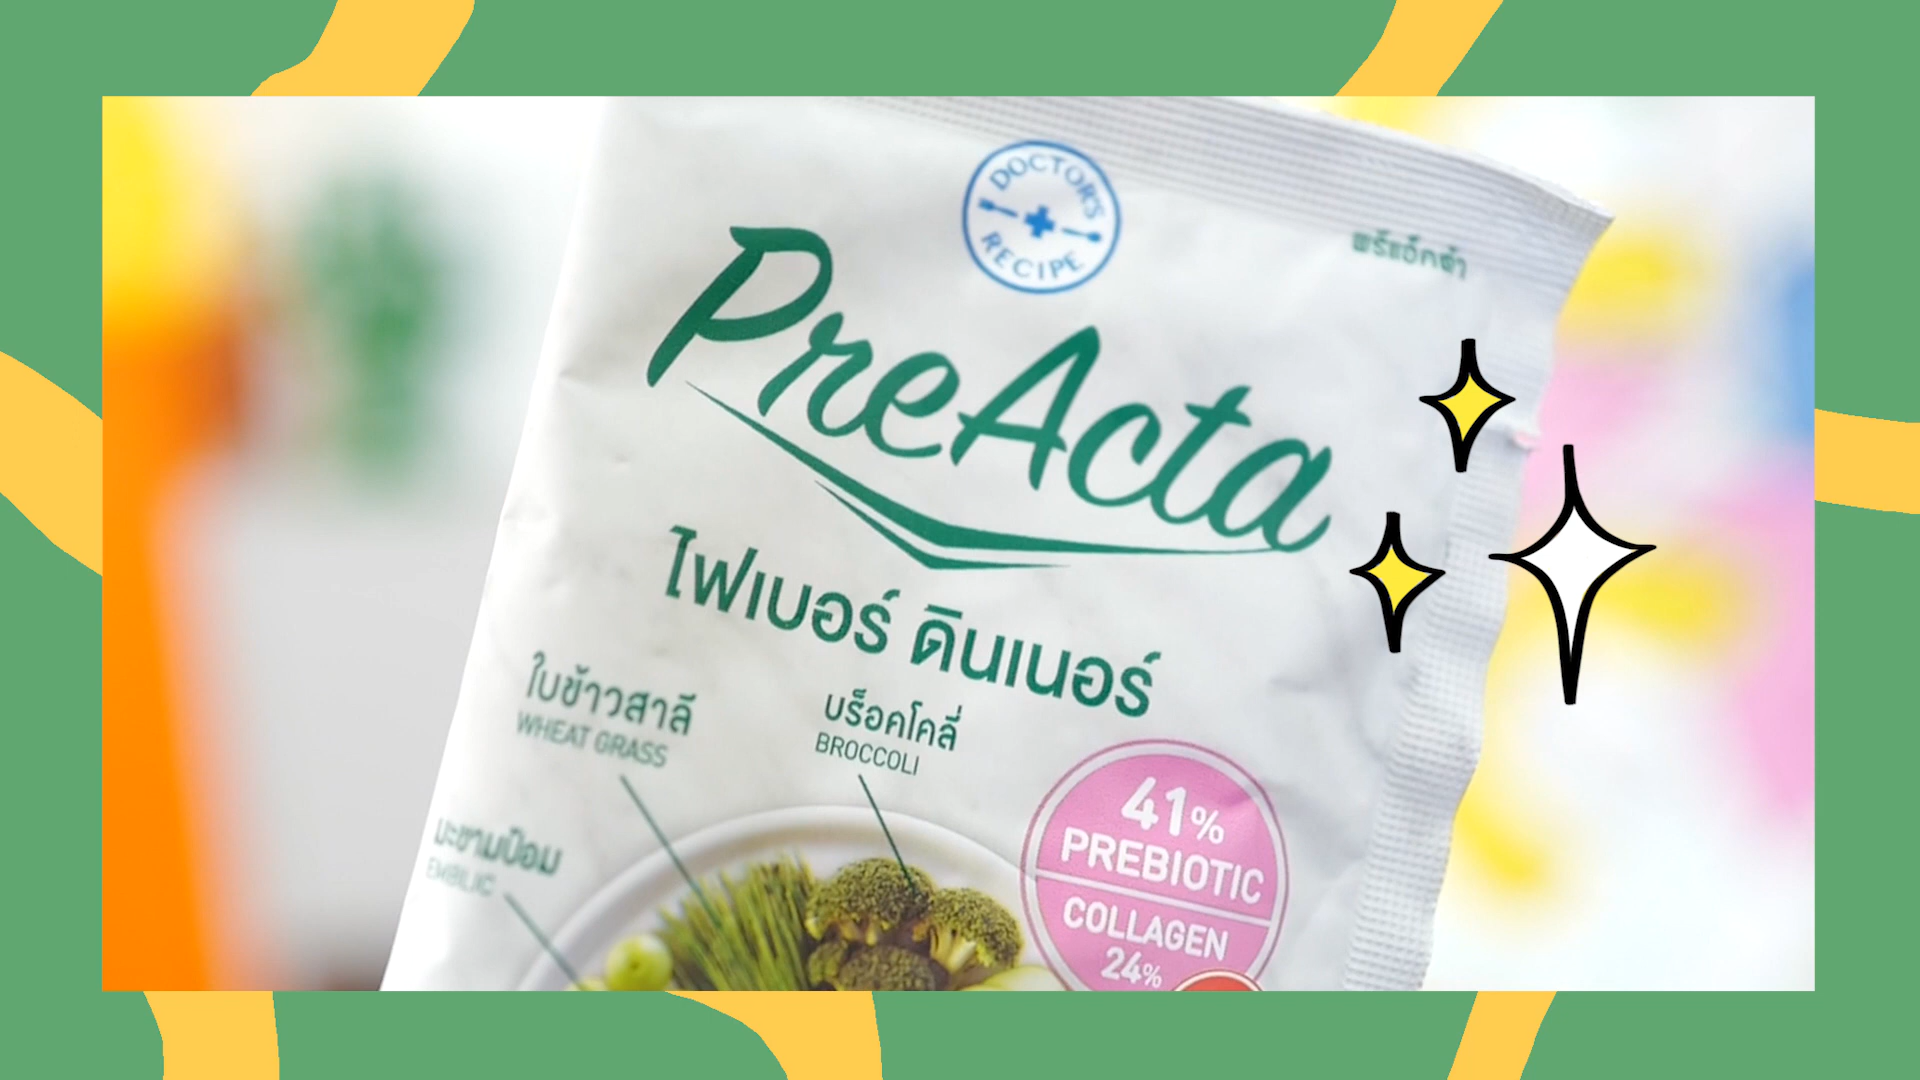 DOCTOR'S
RECIPE
พรีแอ็กต้า
PreActa
ไฟเบอร์ ดินเนอร์
ใบข้าวสาลี
WHEAT GRASS
บร็อคโคลี่
BROCCOLI
มะขามป้อม
EMBLIC
41%
PREBIOTIC
COLLAGEN
24%